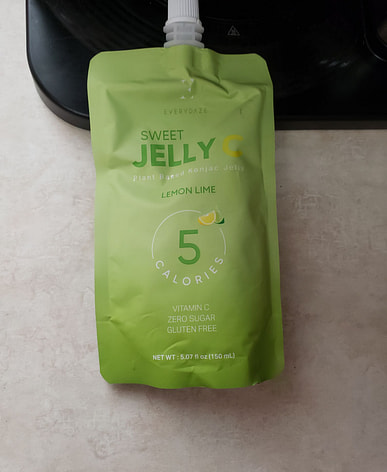 EVERYDAZE
SWEET
JELLY C
Plant Based Konjac Jelly
LEMON LIME
5
CALORIES
VITAMIN C
ZERO SUGAR
GLUTEN FREE
NET WT : 5.07 fl oz (150 mL)